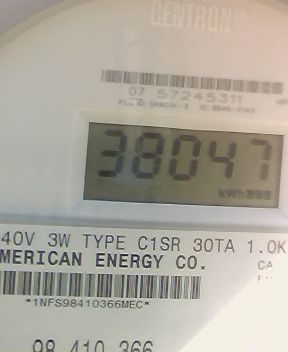 CENTRON®
07 57245311
38047
kWh
40V 3W TYPE C1SR 30TA 1.0K
MERICAN ENERGY CO.
CA
*1NFS98410366MEC*
98 410 366